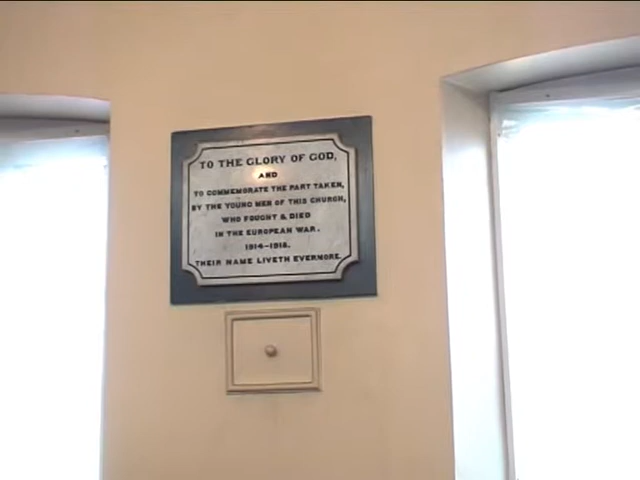 TO THE GLORY OF GOD,
AND
TO COMMEMORATE THE PART TAKEN,
BY THE YOUNG MEN OF THIS CHURCH,
WHO FOUGHT & DIED
IN THE EUROPEAN WAR.
1914-1918.
THEIR NAME LIVETH EVERMORE.